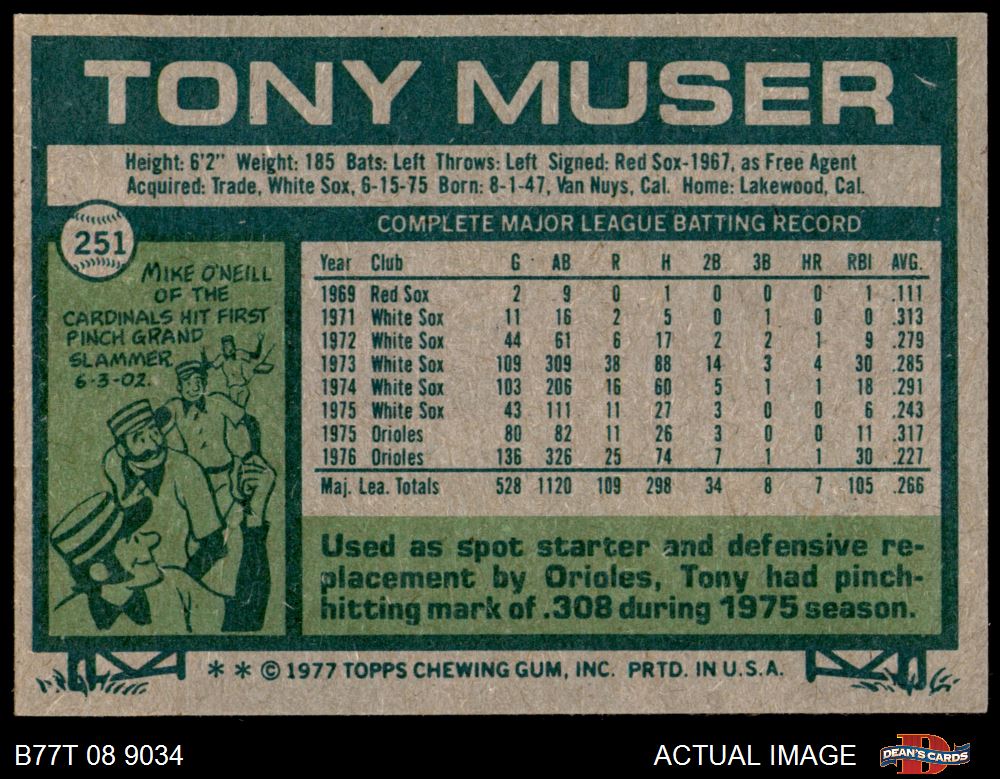 TONY MUSER
Height: 6'2" Weight: 185 Bats: Left Throws: Left Signed: Red Sox-1967, as Free Agent
Acquired: Trade, White Sox, 6-15-75 Born: 8-1-47, Van Nuys, Cal. Home: Lakewood, Cal.
251
MIKE O'NEILL
OF THE
CARDINALS HIT FIRST
PINCH GRAND
SLAMMER
6-3-02.
COMPLETE MAJOR LEAGUE BATTING RECORD
Year Club G AB R H 2B 3B HR RBI AVG.
1969 Red Sox 2 9 0 1 0 0 0 1 .111
1971 White Sox 11 16 2 5 0 1 0 0 .313
1972 White Sox 44 61 6 17 2 2 1 9 .279
1973 White Sox 109 309 38 88 14 3 4 30 .285
1974 White Sox 103 206 16 60 5 1 1 18 .291
1975 White Sox 43 111 11 27 3 0 0 6 .243
1975 Orioles 80 82 11 26 3 0 0 11 .317
1976 Orioles 136 326 25 74 7 1 1 30 .227
Maj. Lea. Totals 528 1120 109 298 34 8 7 105 .266
Used as spot starter and defensive re-
placement by Orioles, Tony had pinch-
hitting mark of .308 during 1975 season.
* * © 1977 TOPPS CHEWING GUM, INC. PRTD. IN U.S.A.
B77T 08 9034
ACTUAL IMAGE
DEAN'S CARDS